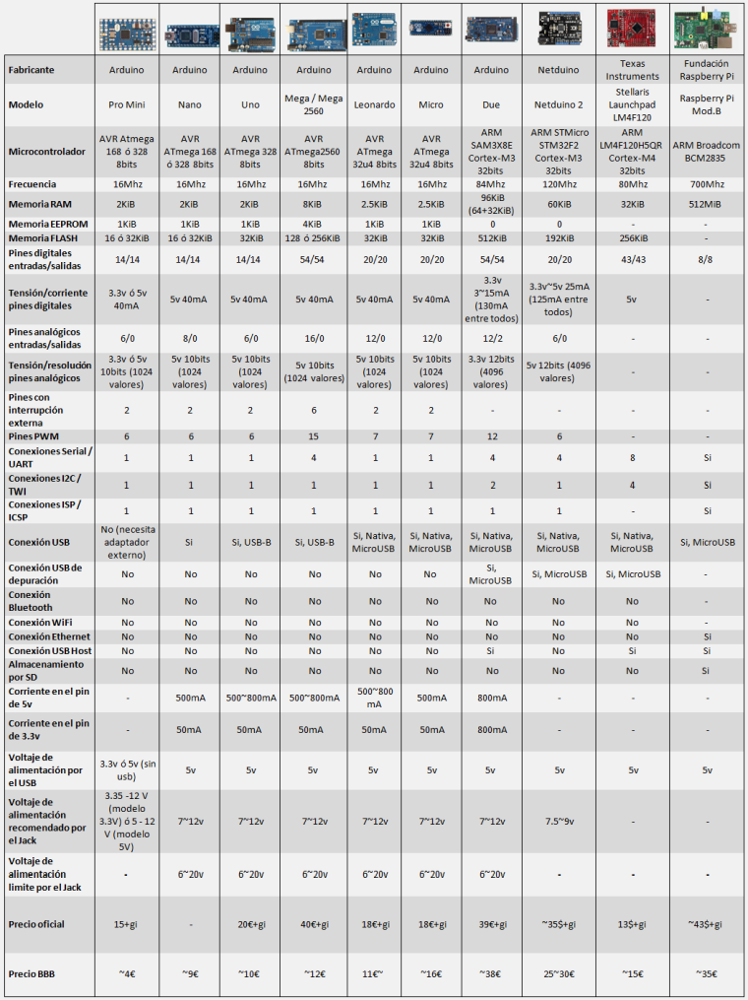 Fabricante | Arduino | Arduino | Arduino | Arduino | Arduino | Arduino | Arduino | Netduino | Texas Instruments | Fundación Raspberry Pi
Modelo | Pro Mini | Nano | Uno | Mega / Mega 2560 | Leonardo | Micro | Due | Netduino 2 | Stellaris Launchpad LM4F120 | Raspberry Pi Mod.B
Microcontrolador | AVR Atmega 168 ó 328 8bits | AVR ATmega 168 ó 328 8bits | AVR ATmega 328 8bits | AVR ATmega2560 8bits | AVR ATmega 32u4 8bits | AVR ATmega 32u4 8bits | ARM SAM3X8E Cortex-M3 32bits | ARM STMicro STM32F2 Cortex-M3 32bits | ARM LM4F120H5QR Cortex-M4 32bits | ARM Broadcom BCM2835
Frecuencia | 16Mhz | 16Mhz | 16Mhz | 16Mhz | 16Mhz | 16Mhz | 84Mhz | 120Mhz | 80Mhz | 700Mhz
Memoria RAM | 2KiB | 2KiB | 2KiB | 8KiB | 2.5KiB | 2.5KiB | 96KiB (64+32KiB) | 60KiB | 32KiB | 512MiB
Memoria EEPROM | 1KiB | 1KiB | 1KiB | 4KiB | 1KiB | 1KiB | 0 | 0 | - | -
Memoria FLASH | 16 ó 32KiB | 16 ó 32KiB | 32KiB | 128 ó 256KiB | 32KiB | 32KiB | 512KiB | 192KiB | 256KiB | -
Pines digitales entradas/salidas | 14/14 | 14/14 | 14/14 | 54/54 | 20/20 | 20/20 | 54/54 | 20/20 | 43/43 | 8/8
Tensión/corriente pines digitales | 3.3v ó 5v 40mA | 5v 40mA | 5v 40mA | 5v 40mA | 5v 40mA | 5v 40mA | 3.3v 3~15mA (130mA entre todos) | 3.3v~5v 25mA (125mA entre todos) | 5v | -
Pines analógicos entradas/salidas | 6/0 | 8/0 | 6/0 | 16/0 | 12/0 | 12/0 | 12/2 | 6/0 | - | -
Tensión/resolución pines analógicos | 3.3v ó 5v 10bits (1024 valores) | 5v 10bits (1024 valores) | 5v 10bits (1024 valores) | 5v 10bits (1024 valores) | 5v 10bits (1024 valores) | 5v 10bits (1024 valores) | 3.3v 12bits (4096 valores) | 5v 12bits (4096 valores) | - | -
Pines con interrupción externa | 2 | 2 | 2 | 6 | 2 | 2 | - | - | - | -
Pines PWM | 6 | 6 | 6 | 15 | 7 | 7 | 12 | 6 | - | -
Conexiones Serial / UART | 1 | 1 | 1 | 4 | 1 | 1 | 4 | 4 | 8 | Si
Conexiones I2C / TWI | 1 | 1 | 1 | 1 | 1 | 1 | 2 | 1 | 4 | Si
Conexiones ISP / ICSP | 1 | 1 | 1 | 1 | 1 | 1 | 1 | 1 | - | Si
Conexión USB | No (necesita adaptador externo) | Si | Si, USB-B | Si, USB-B | Si, Nativa, MicroUSB | Si, Nativa, MicroUSB | Si, Nativa, MicroUSB | Si, Nativa, MicroUSB | Si, Nativa, MicroUSB | Si, MicroUSB
Conexión USB de depuración | No | No | No | No | No | No | Si, MicroUSB | Si, MicroUSB | Si, MicroUSB | -
Conexión Bluetooth | No | No | No | No | No | No | No | No | No | -
Conexión WiFi | No | No | No | No | No | No | No | No | No | -
Conexión Ethernet | No | No | No | No | No | No | No | No | No | Si
Conexión USB Host | No | No | No | No | No | No | Si | No | Si | Si
Almacenamiento por SD | No | No | No | No | No | No | No | No | No | Si
Corriente en el pin de 5v | - | 500mA | 500~800mA | 500~800mA | 500~800 mA | 500mA | 800mA | - | - | -
Corriente en el pin de 3.3v | - | 50mA | 50mA | 50mA | 50mA | 50mA | 800mA | - | - | -
Voltaje de alimentación por el USB | 3.3v ó 5v (sin usb) | 5v | 5v | 5v | 5v | 5v | 5v | 5v | 5v | 5v
Voltaje de alimentación recomendado por el Jack | 3.35 -12 V (modelo 3.3V) ó 5 - 12 V (modelo 5V) | 7~12v | 7~12v | 7~12v | 7~12v | 7~12v | 7~12v | 7.5~9v | - | -
Voltaje de alimentación limite por el Jack | - | 6~20v | 6~20v | 6~20v | 6~20v | 6~20v | 6~20v | - | - | -
Precio oficial | 15+gi | - | 20€+gi | 40€+gi | 18€+gi | 18€+gi | 39€+gi | ~35$+gi | 13$+gi | ~43$+gi
Precio BBB | ~4€ | ~9€ | ~10€ | ~12€ | 11€~ | ~16€ | ~38€ | 25~30€ | ~15€ | ~35€